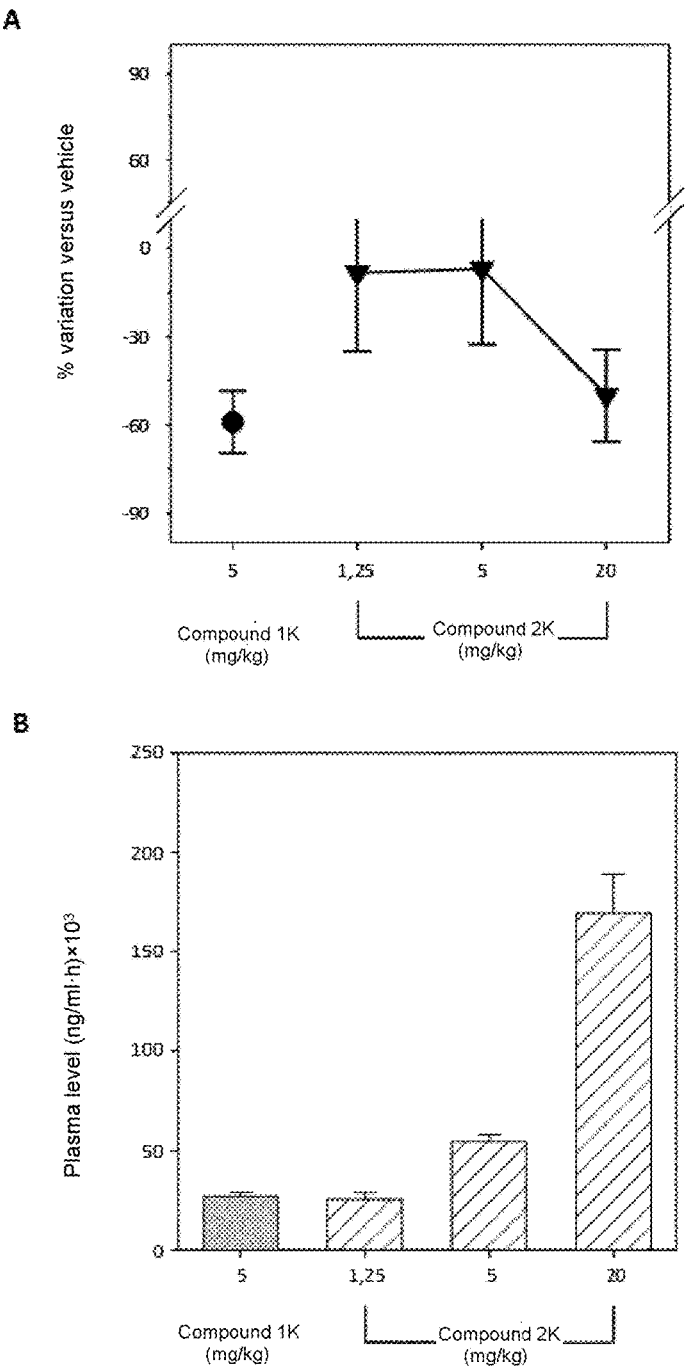 A
% variation versus vehicle
90
60
0
-30
-60
-90
5 1,25 5 20
Compound 1K
(mg/kg)
Compound 2K
(mg/kg)
B
Plasma level (ng/ml·h)×10³
250
200
150
100
50
0
5 1,25 5 20
Compound 1K
(mg/kg)
Compound 2K
(mg/kg)